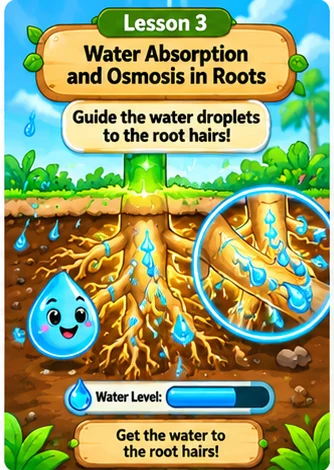 Lesson 3
Water Absorption
and Osmosis in Roots
Guide the water droplets
to the root hairs!
Water Level:
Get the water to
the root hairs!